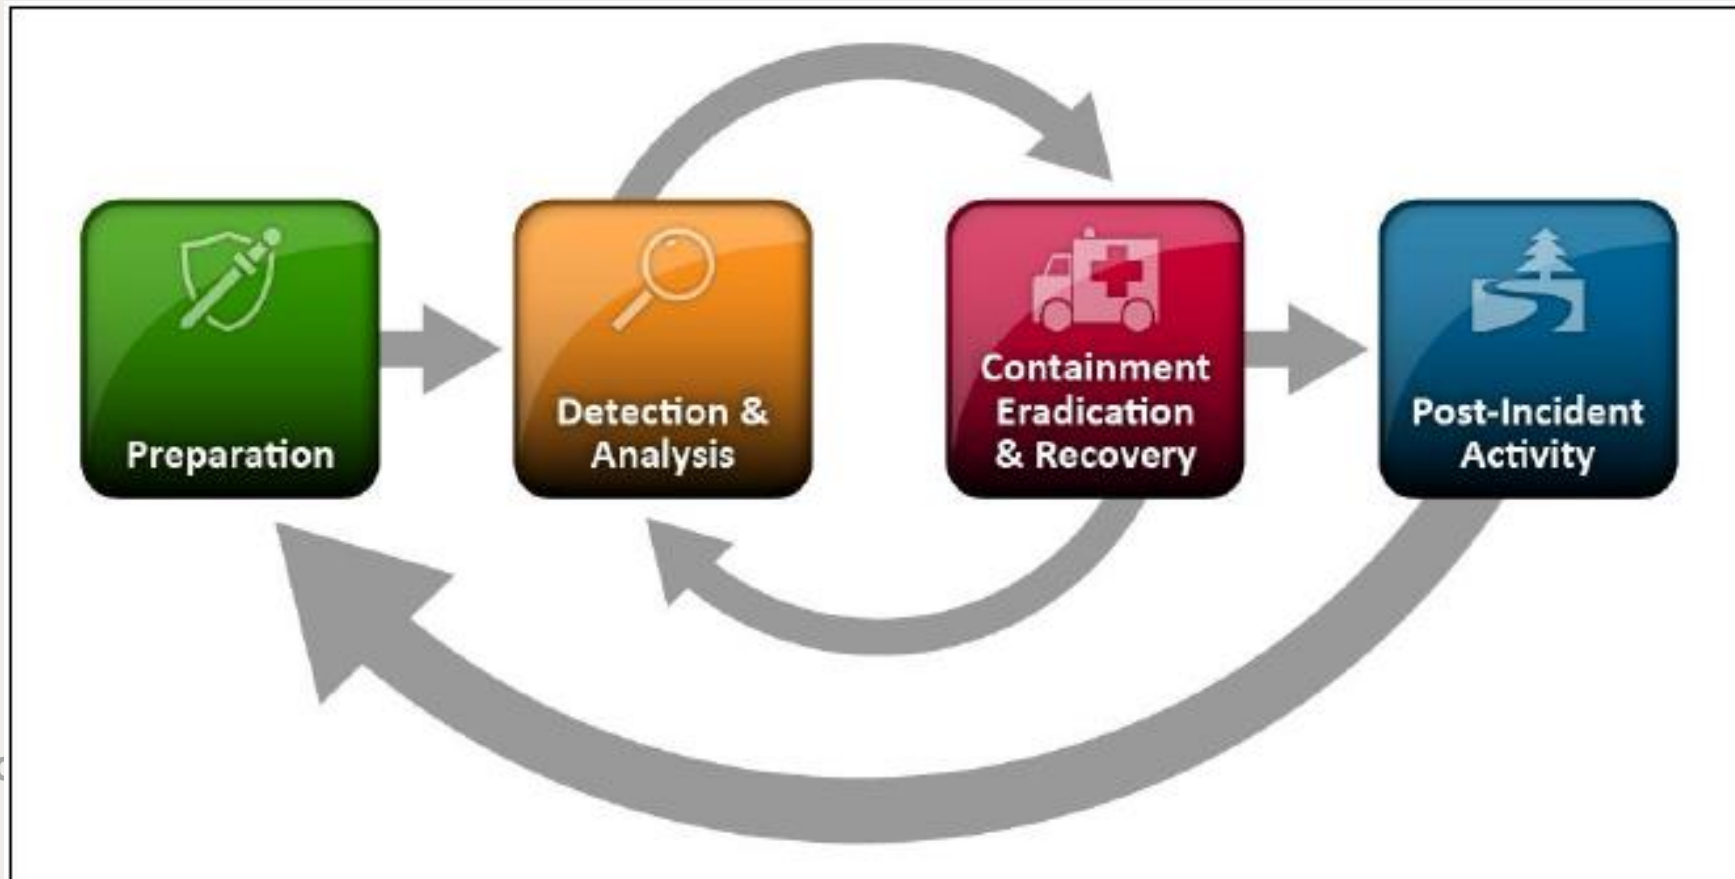 Preparation
Detection &
Analysis
Containment
Eradication
& Recovery
Post-Incident
Activity